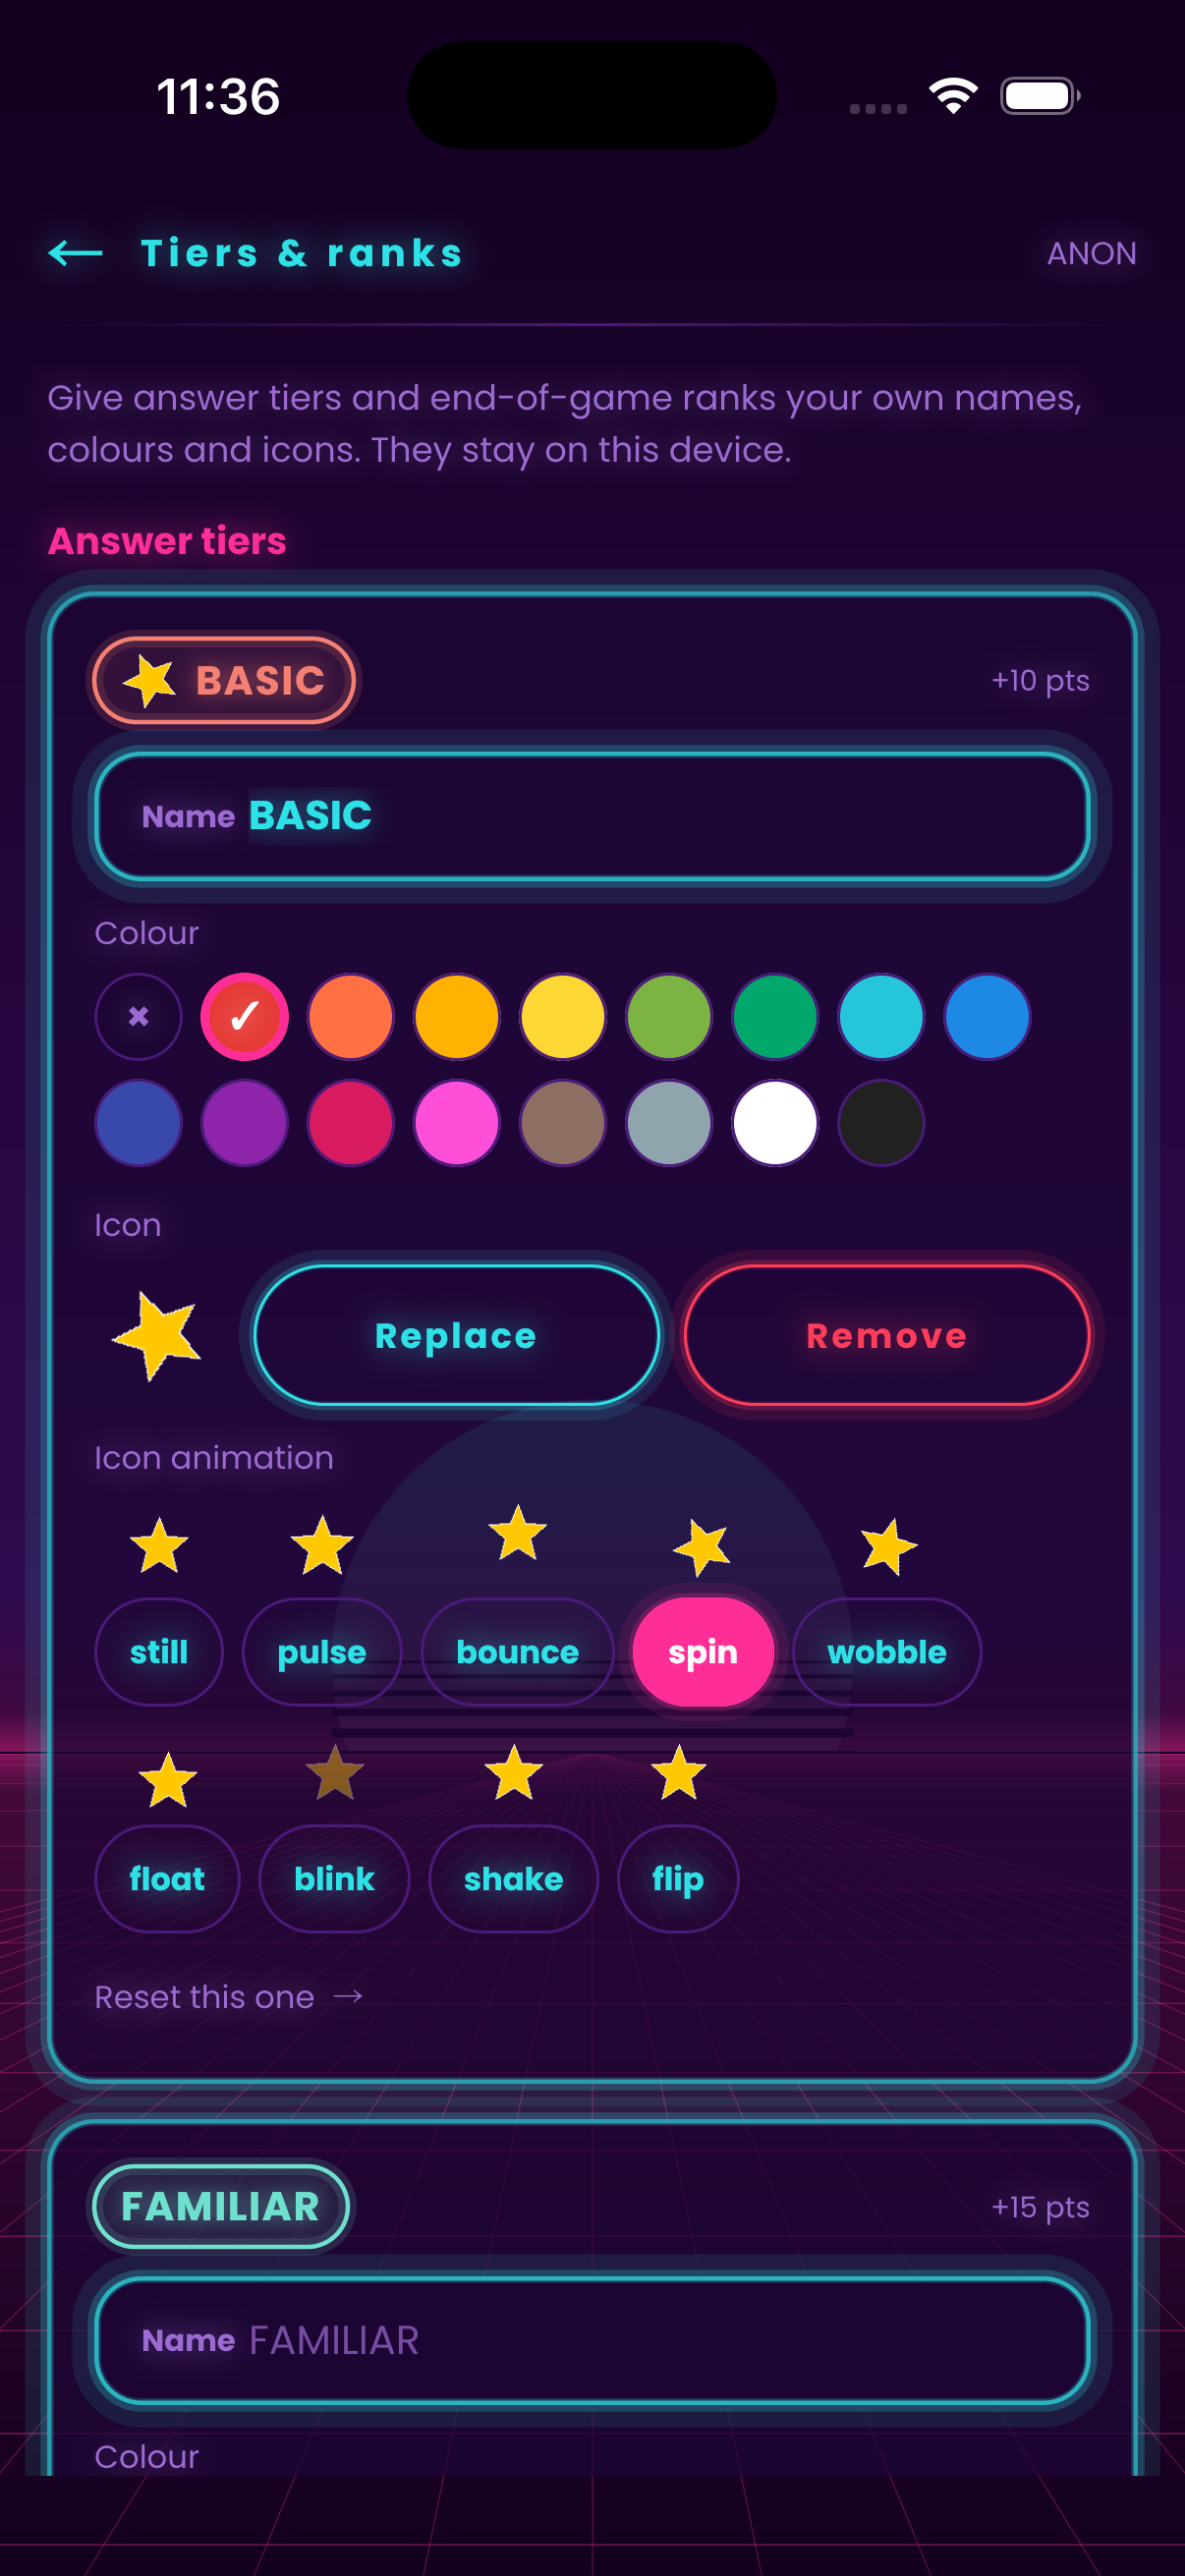 11:36
Tiers & ranks
ANON
Give answer tiers and end-of-game ranks your own names,
colours and icons. They stay on this device.
Answer tiers
BASIC
+10 pts
Name BASIC
Colour
Icon
Replace
Remove
Icon animation
still pulse bounce spin wobble
float blink shake flip
Reset this one →
FAMILIAR
+15 pts
Name FAMILIAR
Colour